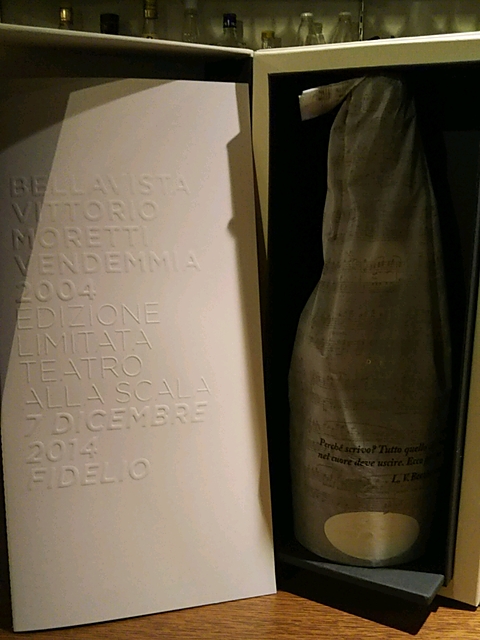 BELLAVISTA
VITTORIO
MORETTI
VENDEMMIA
2004
EDIZIONE
LIMITATA
TEATRO
ALLA SCALA
7 DICEMBRE
2014
FIDELIO
Perché scrivo? Tutto quello
nel cuore deve uscire. Ecco
L. V.